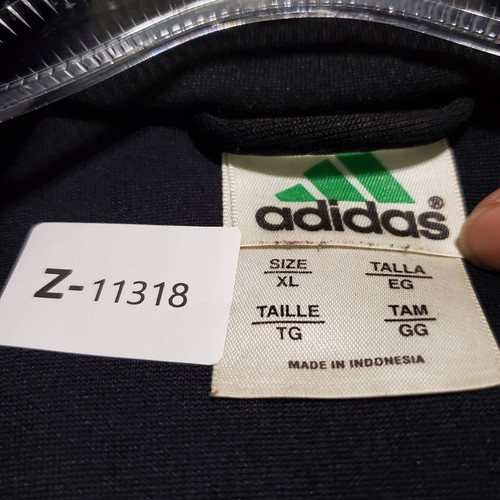 adidas®
Z-11318
SIZE
XL
TALLA
EG
TAILLE
TG
TAM
GG
MADE IN INDONESIA